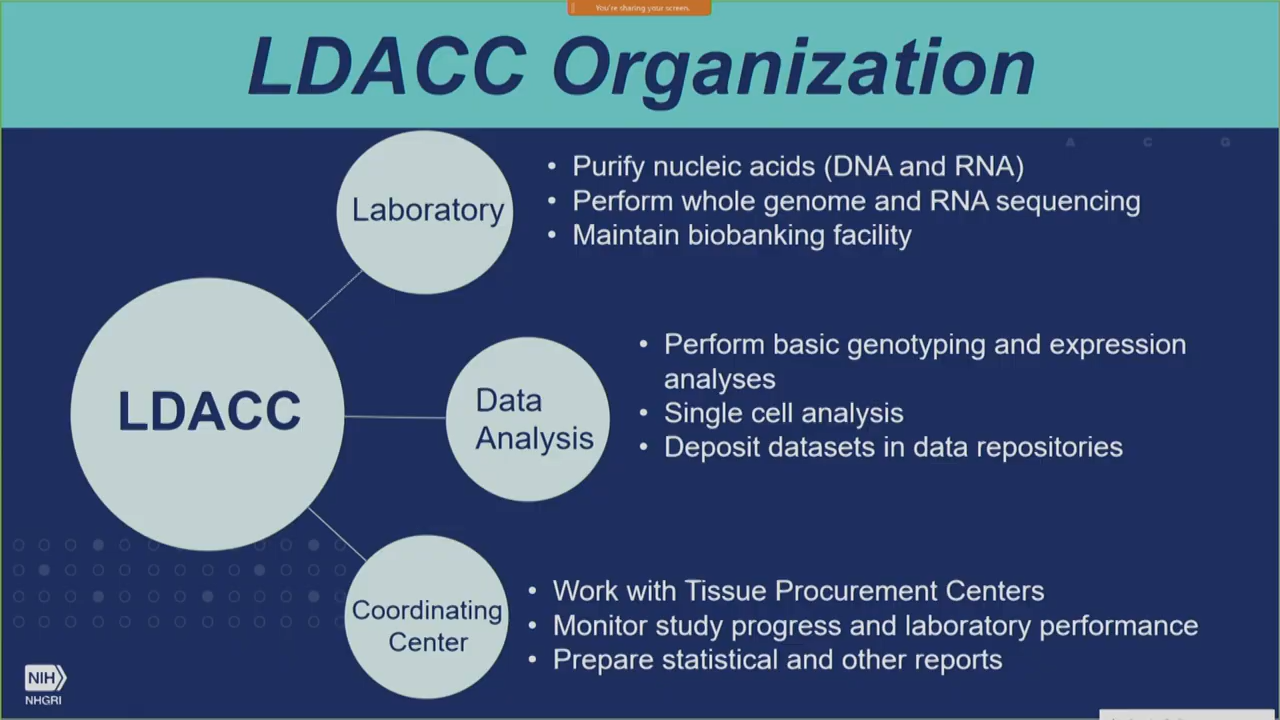 You're sharing your screen.
LDACC Organization
A C G
Laboratory
• Purify nucleic acids (DNA and RNA)
• Perform whole genome and RNA sequencing
• Maintain biobanking facility
LDACC
Data
Analysis
• Perform basic genotyping and expression
analyses
• Single cell analysis
• Deposit datasets in data repositories
Coordinating
Center
• Work with Tissue Procurement Centers
• Monitor study progress and laboratory performance
• Prepare statistical and other reports
NIH
NHGRI